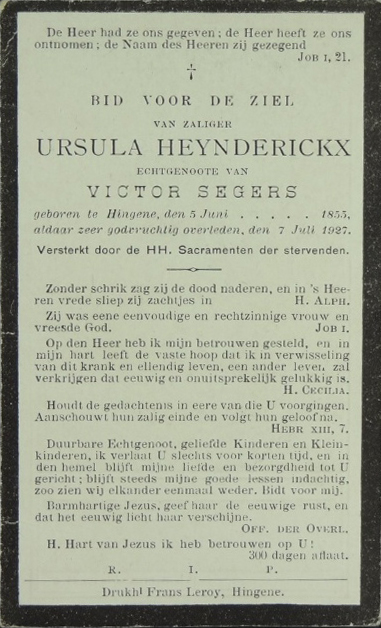 De Heer had ze ons gegeven; de Heer heeft ze ons
ontnomen; de Naam des Heeren zij gezegend
JOB I, 21.
BID VOOR DE ZIEL
VAN ZALIGER
URSULA HEYNDERICKX
ECHTGENOOTE VAN
VICTOR SEGERS
geboren te Hingene, den 5 Juni . . . . . 1855,
aldaar zeer godvruchtig overleden, den 7 Juli 1927.
Versterkt door de HH. Sacramenten der stervenden.
Zonder schrik zag zij de dood naderen, en in 's Hee-
ren vrede sliep zij zachtjes in H. ALPH.
Zij was eene eenvoudige en rechtzinnige vrouw en
vreesde God. JOB I.
Op den Heer heb ik mijn betrouwen gesteld, en in
mijn hart leeft de vaste hoop dat ik in verwisseling
van dit krank en ellendig leven, een ander leven zal
verkrijgen dat eeuwig en onuitsprekelijk gelukkig is.
H. CECILIA.
Houdt de gedachtenis in eere van die U voorgingen.
Aanschouwt hun zalig einde en volgt hun geloof na.
HEBR XIII, 7.
Duurbare Echtgenoot, geliefde Kinderen en Klein-
kinderen, ik verlaat U slechts voor korten tijd, en in
den hemel blijft mijne liefde en bezorgdheid tot U
gericht; blijft steeds mijne goede lessen indachtig,
zoo zien wij elkander eenmaal weder. Bidt voor mij.
Barmhartige Jezus, geef haar de eeuwige rust, en
dat het eeuwig licht haar verschijne.
OFF. DER OVERL.
H. Hart van Jezus ik heb betrouwen op U!
300 dagen aflaat.
R. I. P.
Drukkl Frans Leroy, Hingene.